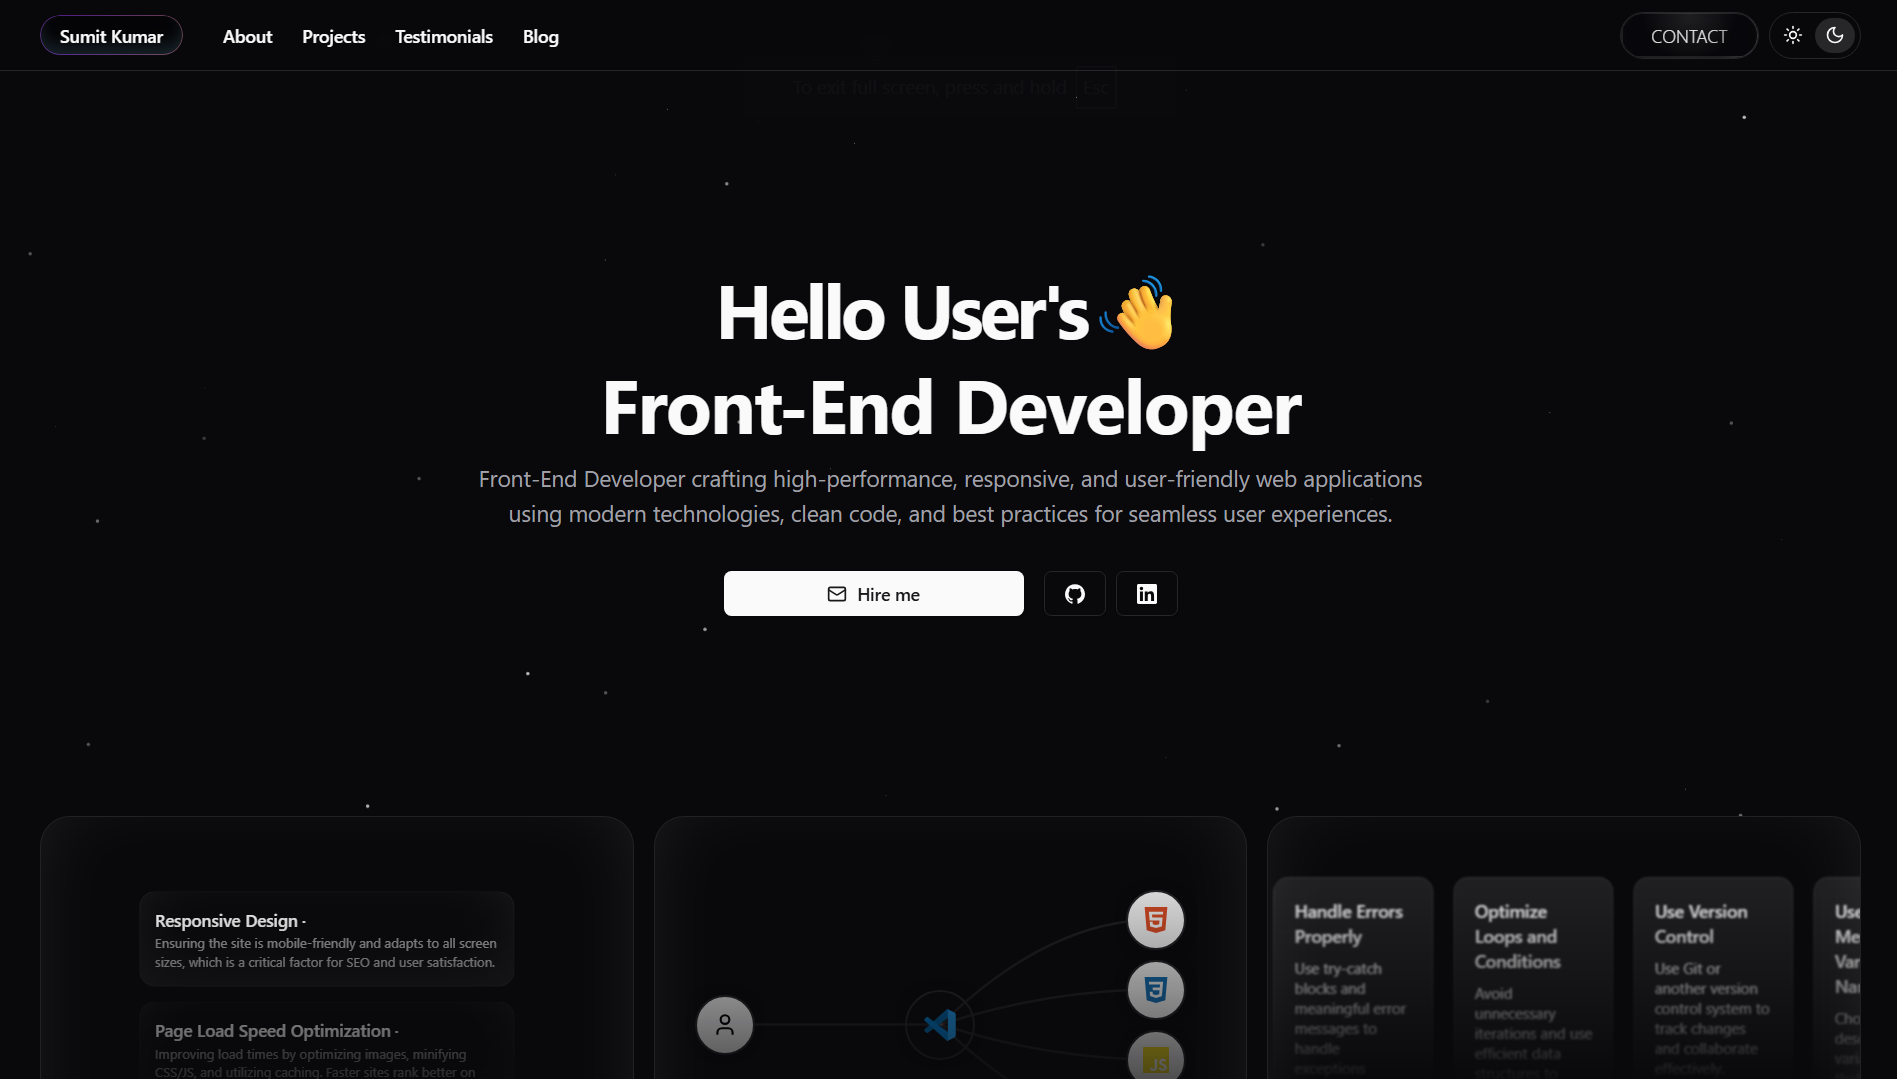 Sumit Kumar
About
Projects
Testimonials
Blog
CONTACT
To exit full screen, press and hold Esc
Hello User's
Front-End Developer
Front-End Developer crafting high-performance, responsive, and user-friendly web applications
using modern technologies, clean code, and best practices for seamless user experiences.
Hire me
in
Responsive Design ·
Ensuring the site is mobile-friendly and adapts to all screen
sizes, which is a critical factor for SEO and user satisfaction.
Page Load Speed Optimization ·
Improving load times by optimizing images, minifying
CSS/JS, and utilizing caching. Faster sites rank better on
5
3
JS
Handle Errors
Properly
Use try-catch
blocks and
meaningful error
messages to
handle
exceptions
Optimize
Loops and
Conditions
Avoid
unnecessary
iterations and use
efficient data
structures to
Use Version
Control
Use Git or
another version
control system to
track changes
and collaborate
effectively.
Use